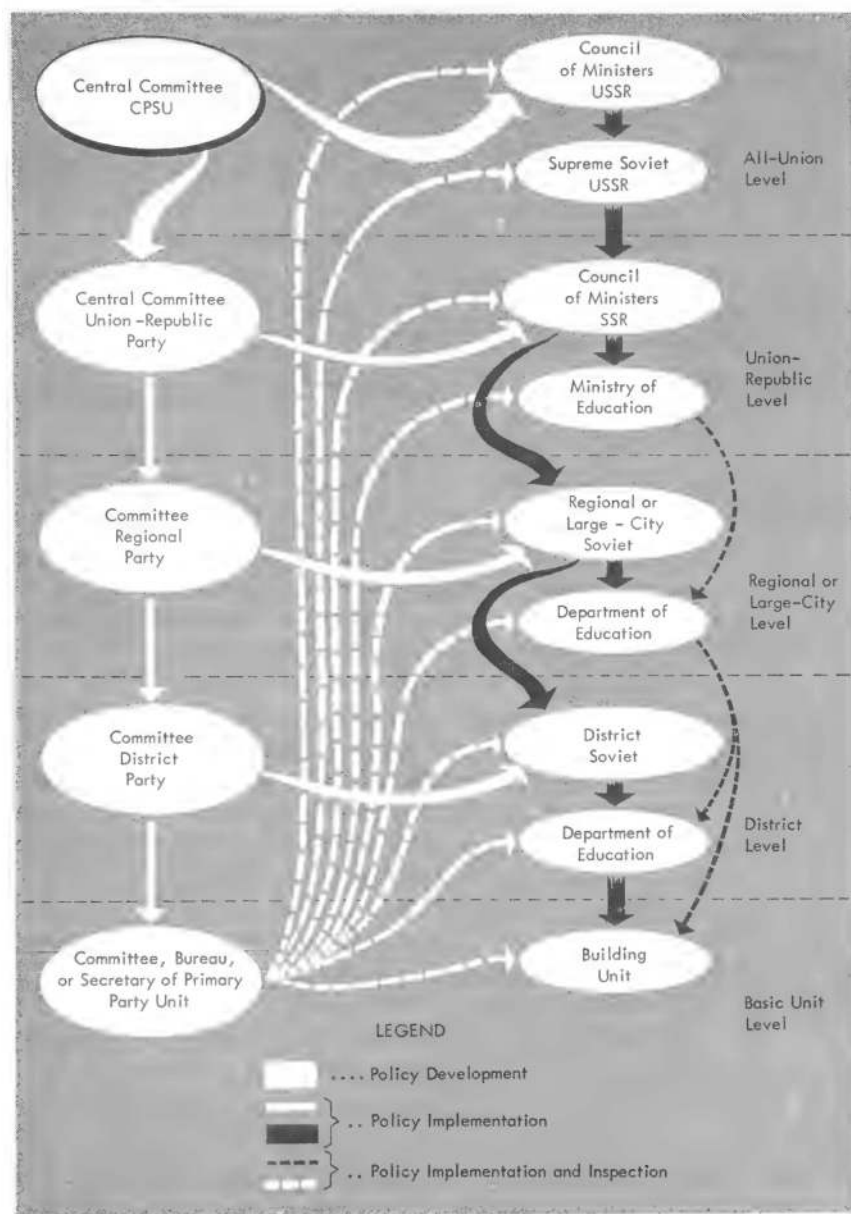 Central Committee
CPSU
Council
of Ministers
USSR
Supreme Soviet
USSR
All-Union
Level
Central Committee
Union-Republic
Party
Council
of Ministers
SSR
Ministry of
Education
Union-
Republic
Level
Committee
Regional
Party
Regional or
Large - City
Soviet
Department of
Education
Regional or
Large-City
Level
Committee
District
Party
District
Soviet
Department of
Education
District
Level
Committee, Bureau,
or Secretary of Primary
Party Unit
Building
Unit
Basic Unit
Level
LEGEND
.... Policy Development
.. Policy Implementation
.. Policy Implementation and Inspection